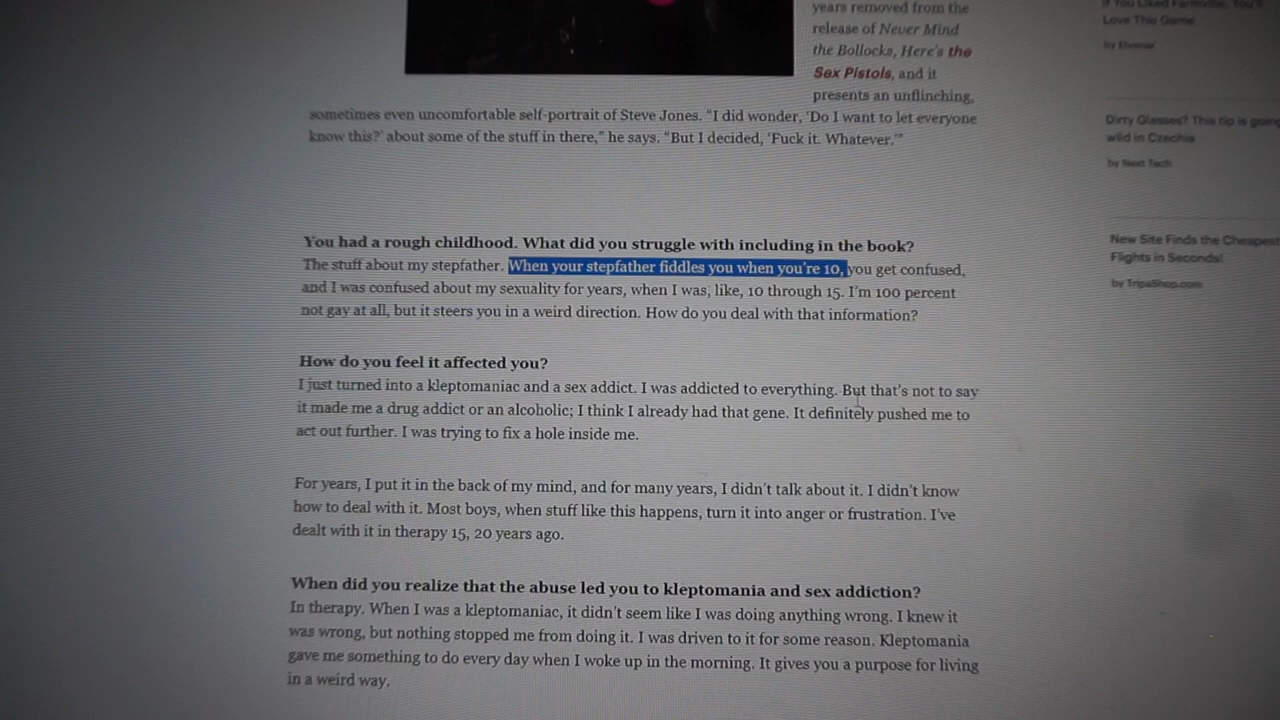 years removed from the
release of Never Mind
the Bollocks, Here's the
Sex Pistols, and it
presents an unflinching,
sometimes even uncomfortable self-portrait of Steve Jones. “I did wonder, ‘Do I want to let everyone
know this?’ about some of the stuff in there,” he says. “But I decided, ‘Fuck it. Whatever.’”
You had a rough childhood. What did you struggle with including in the book?
The stuff about my stepfather. When your stepfather fiddles you when you're 10, you get confused,
and I was confused about my sexuality for years, when I was, like, 10 through 15. I'm 100 percent
not gay at all, but it steers you in a weird direction. How do you deal with that information?
How do you feel it affected you?
I just turned into a kleptomaniac and a sex addict. I was addicted to everything. But that's not to say
it made me a drug addict or an alcoholic; I think I already had that gene. It definitely pushed me to
act out further. I was trying to fix a hole inside me.
For years, I put it in the back of my mind, and for many years, I didn't talk about it. I didn't know
how to deal with it. Most boys, when stuff like this happens, turn it into anger or frustration. I've
dealt with it in therapy 15, 20 years ago.
When did you realize that the abuse led you to kleptomania and sex addiction?
In therapy. When I was a kleptomaniac, it didn't seem like I was doing anything wrong. I knew it
was wrong, but nothing stopped me from doing it. I was driven to it for some reason. Kleptomania
gave me something to do every day when I woke up in the morning. It gives you a purpose for living
in a weird way.
If You Liked Farmville, You'll
Love This Game
by
Dirty Glasses? This tip is going
wild in Czechia
by Next Tech
New Site Finds the Cheapest
Flights in Seconds!
by TripsShop.com